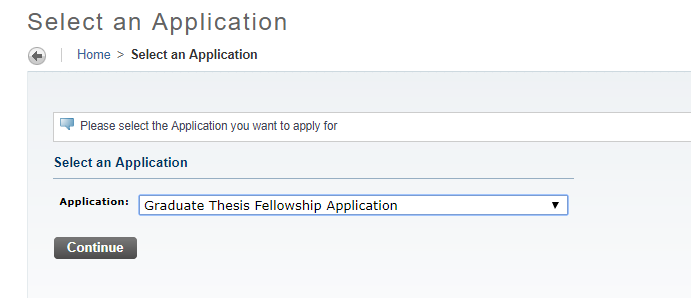 Select an Application
Home > Select an Application
Please select the Application you want to apply for
Select an Application
Application: Graduate Thesis Fellowship Application
Continue